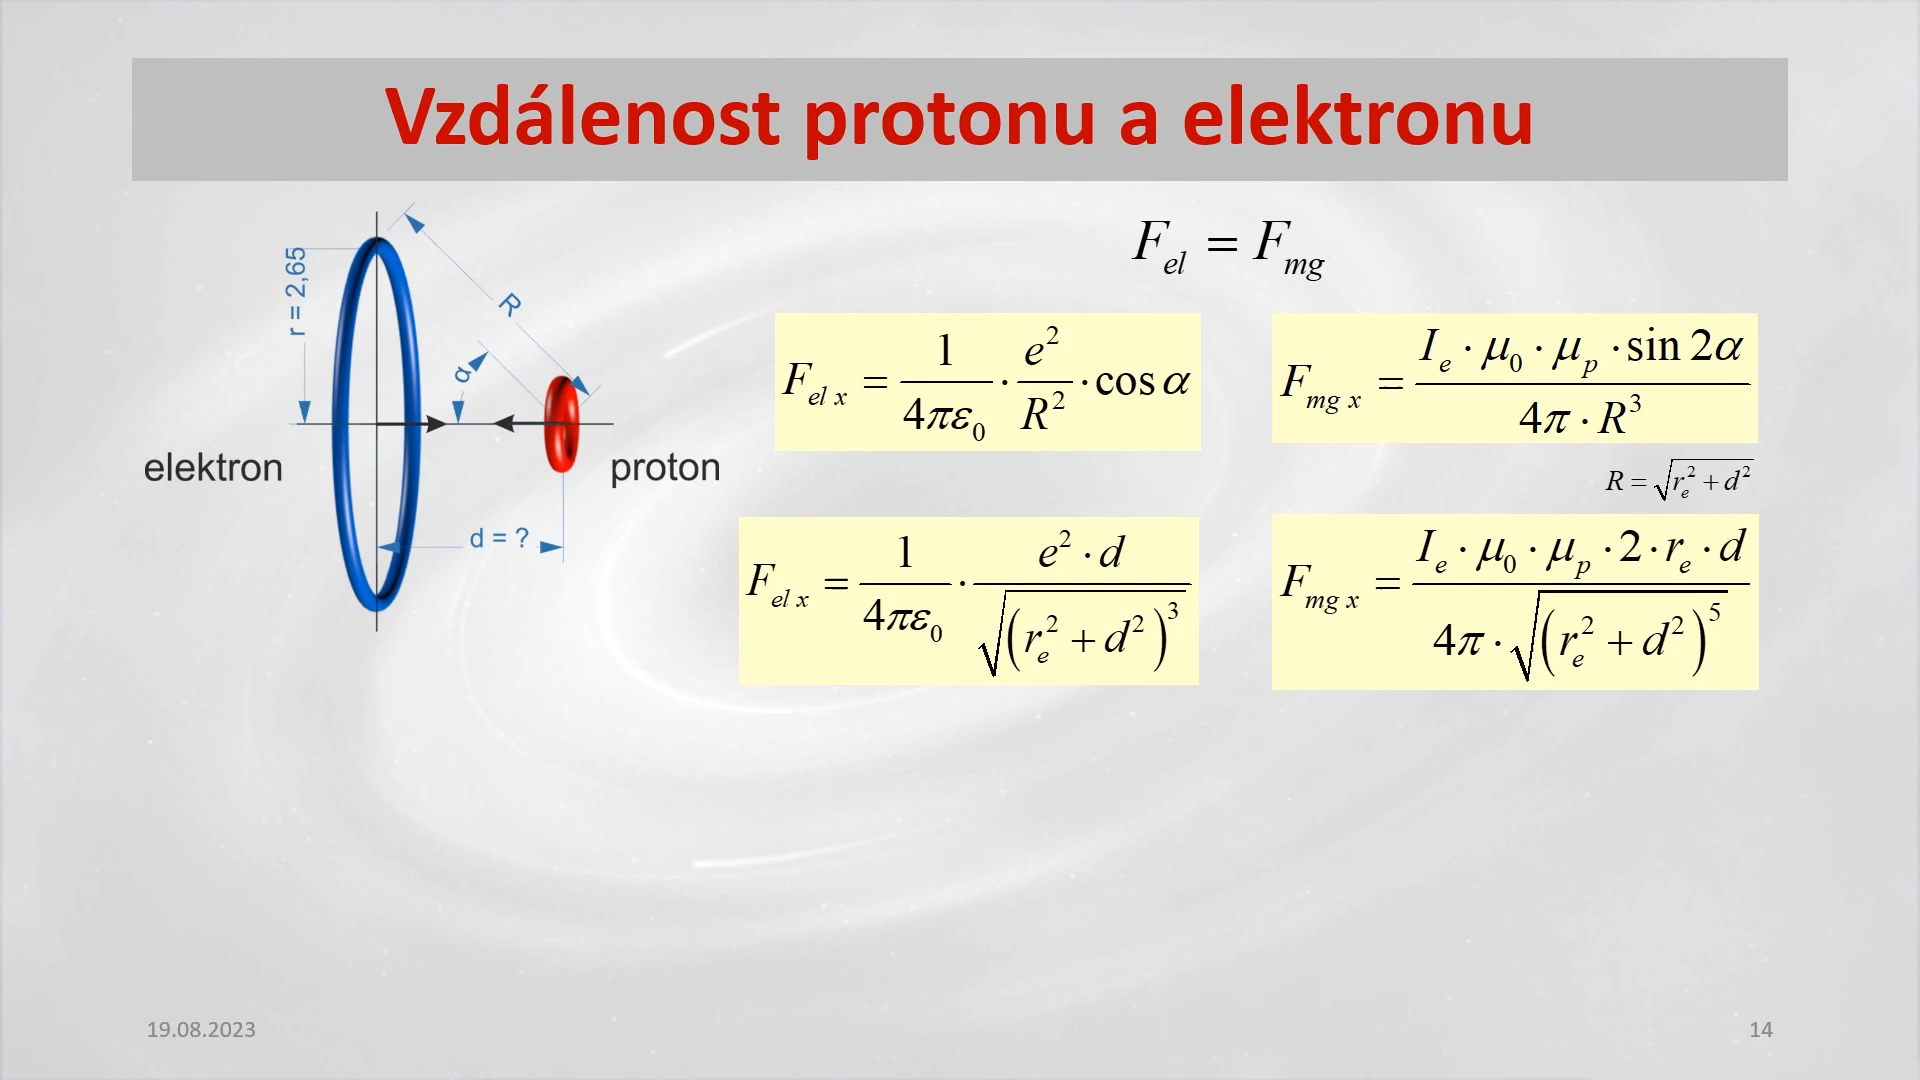 Vzdálenost protonu a elektronu
r = 2,65
R
α
elektron
proton
d = ?
F_el = F_mg
F_el x = 1/(4πε₀) · e²/R² · cos α
F_mg x = (I_e · μ₀ · μ_p · sin 2α)/(4π · R³)
R = √(r_e² + d²)
F_el x = 1/(4πε₀) · (e² · d)/√((r_e² + d²)³)
F_mg x = (I_e · μ₀ · μ_p · 2 · r_e · d)/(4π · √((r_e² + d²)⁵))
19.08.2023
14